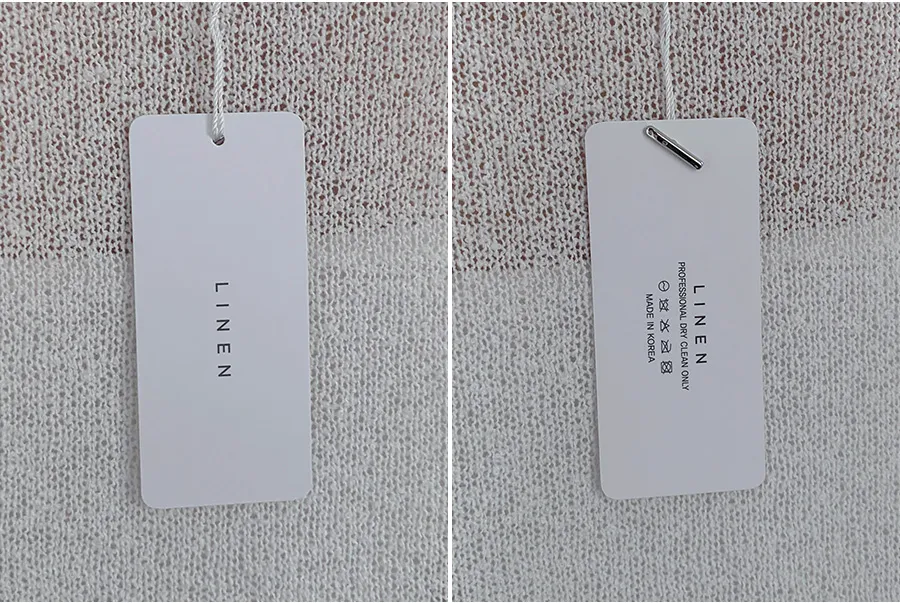 LINEN
LINEN
PROFESSIONAL DRY CLEAN ONLY
MADE IN KOREA